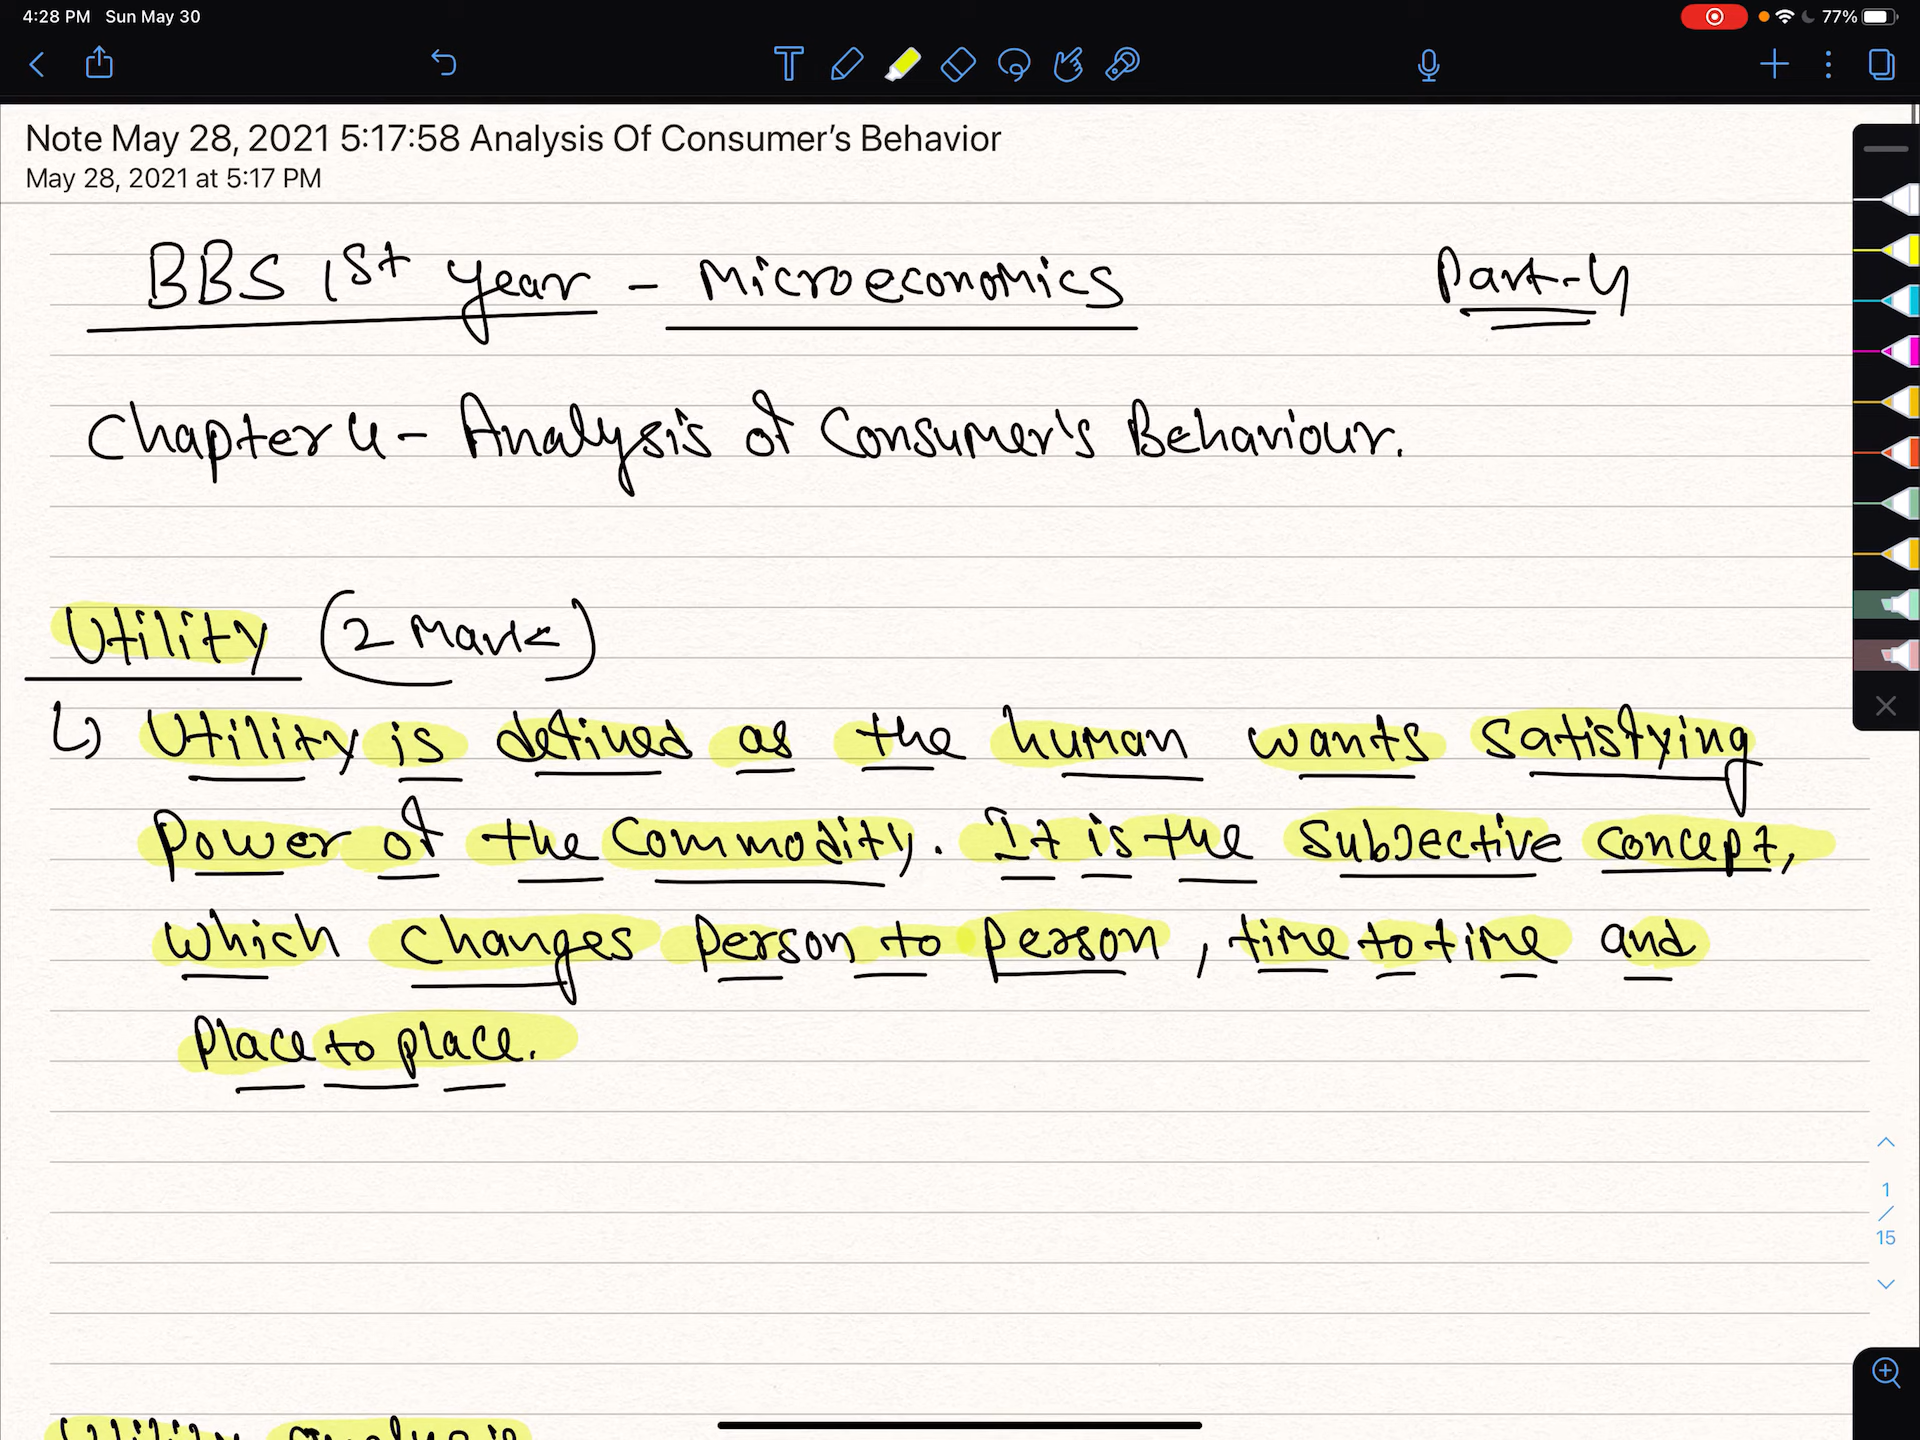 4:28 PM Sun May 30 77%
Note May 28, 2021 5:17:58 Analysis Of Consumer's Behavior
May 28, 2021 at 5:17 PM
BBS 1st year - Microeconomics Part-4
Chapter 4 - Analysis of Consumer's Behaviour.
Utility (2 Mark)
Utility is defined as the human wants satisfying
Power of the Commodity. It is the Subjective concept,
which changes person to person, time to time and
Place to place.
1
/
15
Utility analysis